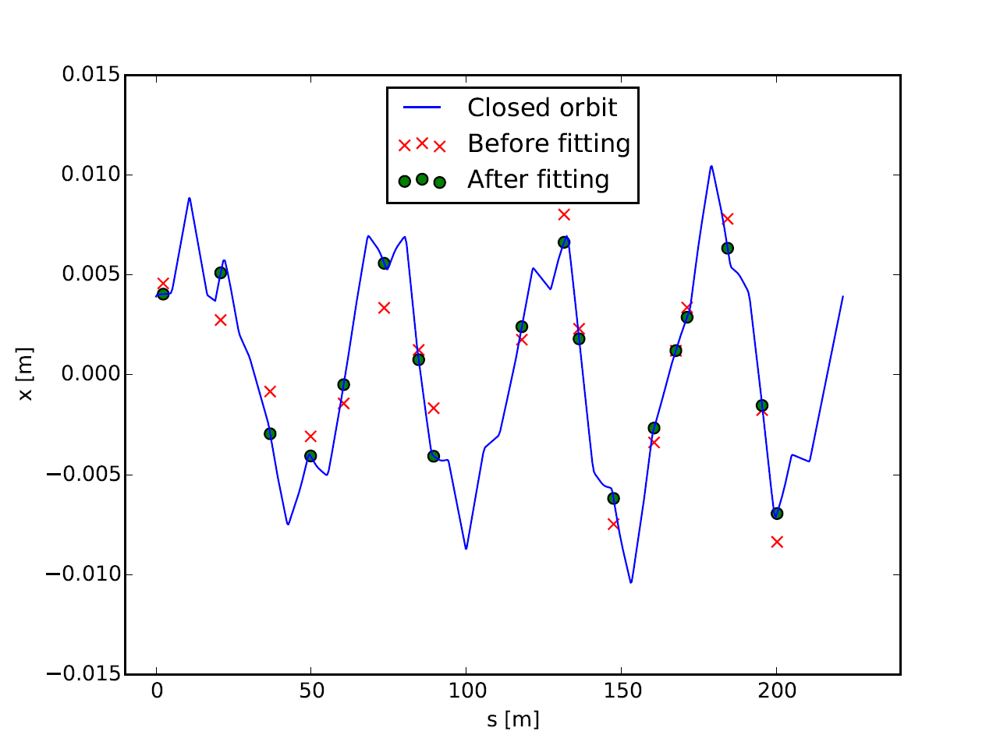 0.015
0.010
0.005
0.000
−0.005
−0.010
−0.015
x [m]
Closed orbit
Before fitting
After fitting
0 50 100 150 200
s [m]